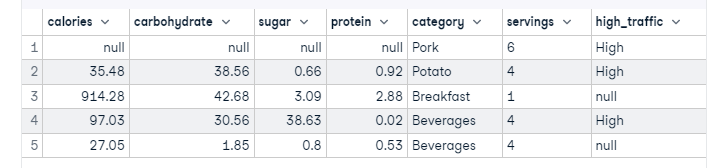 calories carbohydrate sugar protein category servings high_traffic
1 null null null null Pork 6 High
2 35.48 38.56 0.66 0.92 Potato 4 High
3 914.28 42.68 3.09 2.88 Breakfast 1 null
4 97.03 30.56 38.63 0.02 Beverages 4 High
5 27.05 1.85 0.8 0.53 Beverages 4 null